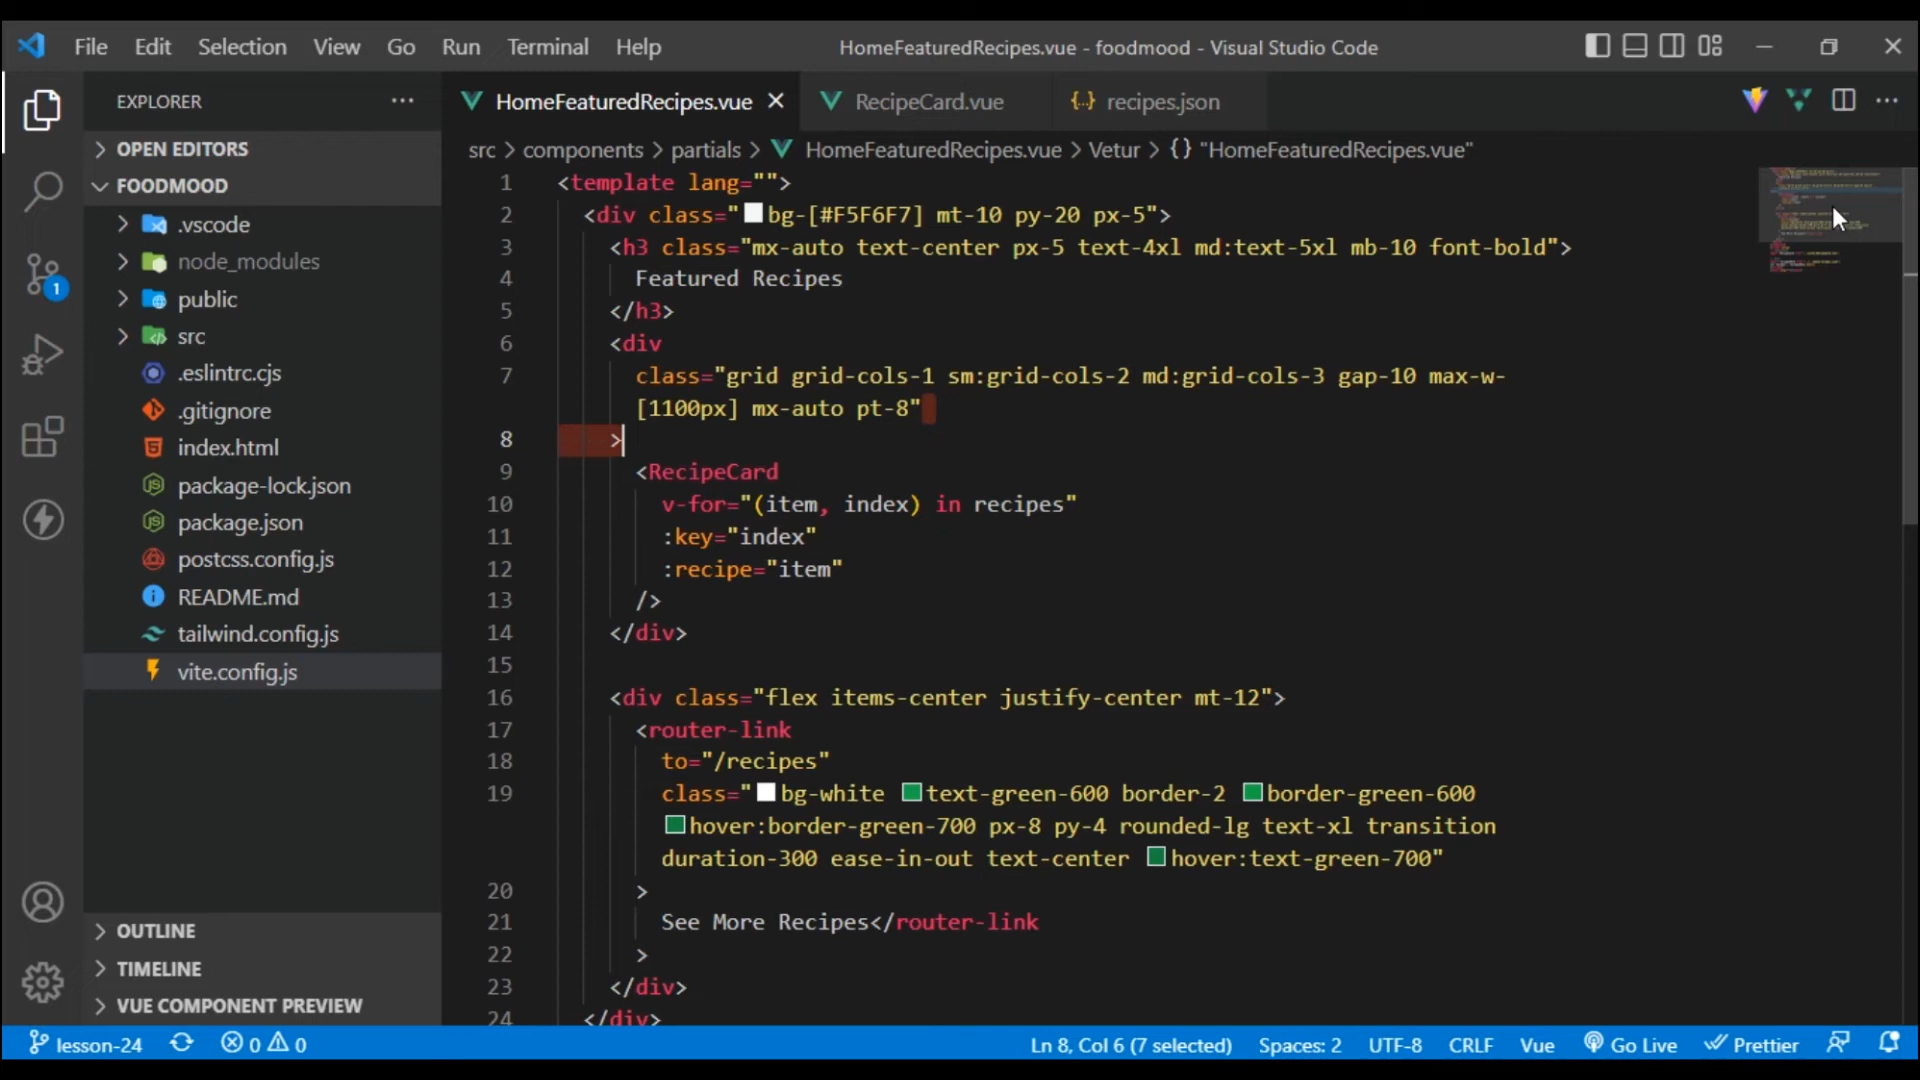 File Edit Selection View Go Run Terminal Help HomeFeaturedRecipes.vue - foodmood - Visual Studio Code
EXPLORER
HomeFeaturedRecipes.vue RecipeCard.vue recipes.json
OPEN EDITORS
FOODMOOD
.vscode
node_modules
public
src
.eslintrc.cjs
.gitignore
index.html
package-lock.json
package.json
postcss.config.js
README.md
tailwind.config.js
vite.config.js
OUTLINE
TIMELINE
VUE COMPONENT PREVIEW
1
src > components > partials > HomeFeaturedRecipes.vue > Vetur > {} "HomeFeaturedRecipes.vue"
1 <template lang="">
2 <div class="bg-[#F5F6F7] mt-10 py-20 px-5">
3 <h3 class="mx-auto text-center px-5 text-4xl md:text-5xl mb-10 font-bold">
4 Featured Recipes
5 </h3>
6 <div
7 class="grid grid-cols-1 sm:grid-cols-2 md:grid-cols-3 gap-10 max-w-
[1100px] mx-auto pt-8"
8 >
9 <RecipeCard
10 v-for="(item, index) in recipes"
11 :key="index"
12 :recipe="item"
13 />
14 </div>
15
16 <div class="flex items-center justify-center mt-12">
17 <router-link
18 to="/recipes"
19 class="bg-white text-green-600 border-2 border-green-600
hover:border-green-700 px-8 py-4 rounded-lg text-xl transition
duration-300 ease-in-out text-center hover:text-green-700"
20 >
21 See More Recipes</router-link
22 >
23 </div>
24 </div>
lesson-24 0 0 Ln 8, Col 6 (7 selected) Spaces: 2 UTF-8 CRLF Vue Go Live Prettier